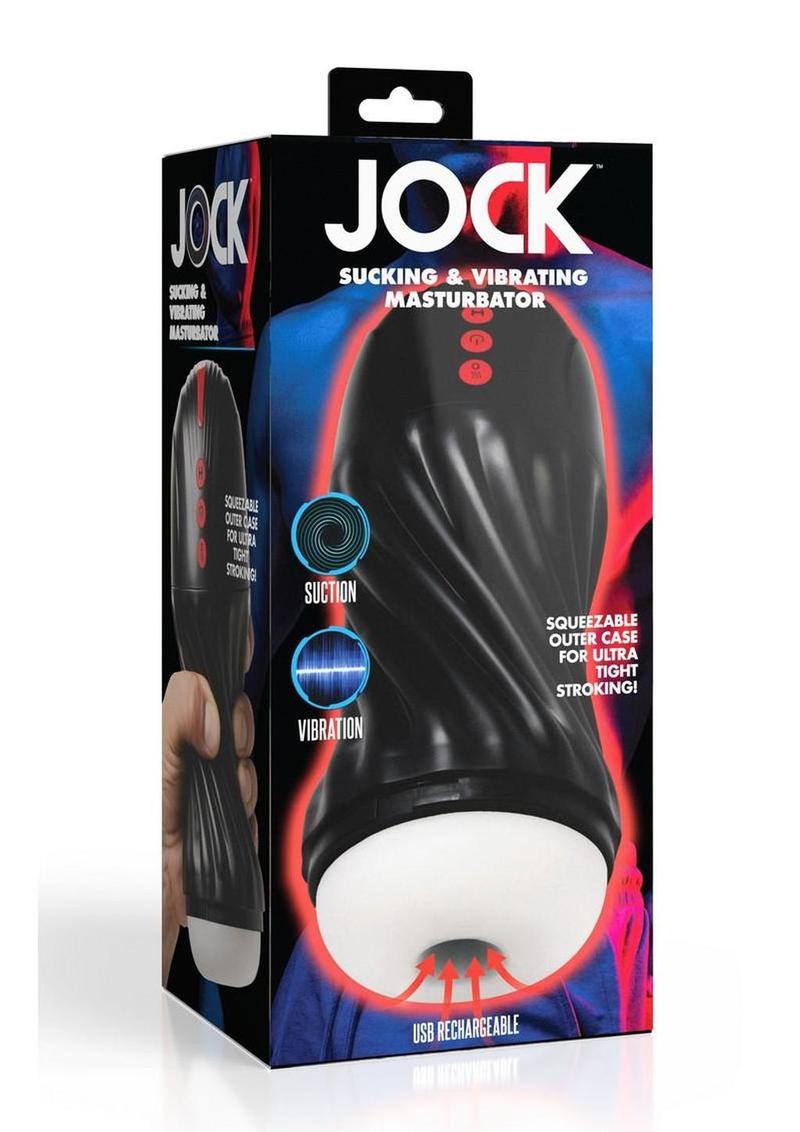 JOCK™
SUCKING & VIBRATING
MASTURBATOR
SUCTION
VIBRATION
SQUEEZABLE
OUTER CASE
FOR ULTRA
TIGHT
STROKING!
USB RECHARGEABLE
JOCK
SUCKING &
VIBRATING
MASTURBATOR
SQUEEZABLE
OUTER CASE
FOR ULTRA
TIGHT
STROKING!